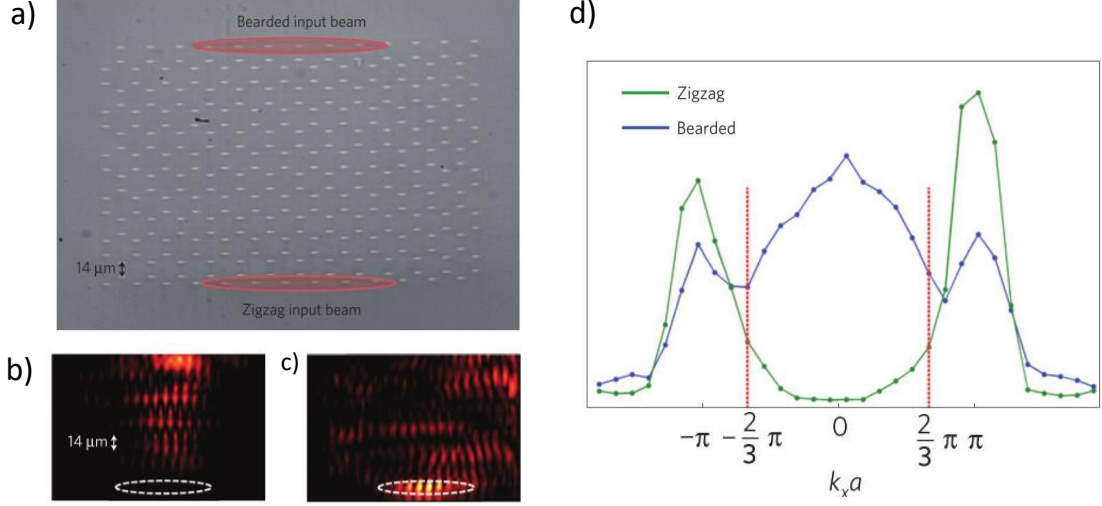 a)
Bearded input beam
14 μm
Zigzag input beam
b)
14 μm
c)
d)
Zigzag
Bearded
−π −2/3 π 0 2/3 π π
kₓa